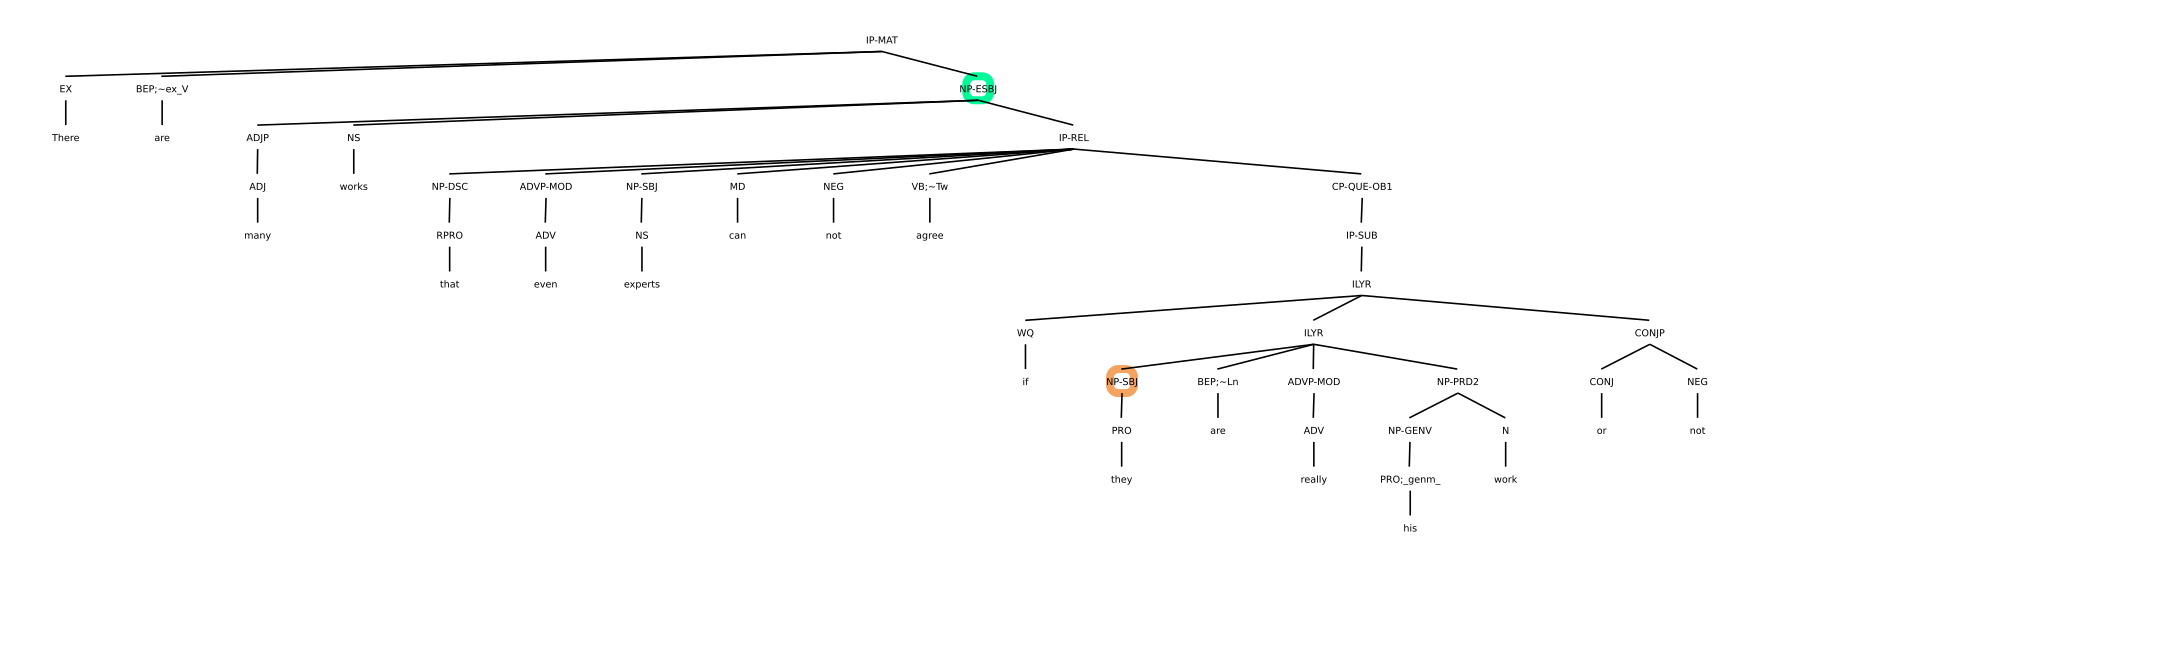 IP-MAT
EX BEP;~ex_V NP-ESBJ
There are ADJP NS IP-REL
ADJ works NP-DSC ADVP-MOD NP-SBJ MD NEG VB;~Tw CP-QUE-OB1
many RPRO ADV NS can not agree IP-SUB
that even experts ILYR
WQ ILYR CONJP
if NP-SBJ BEP;~Ln ADVP-MOD NP-PRD2 CONJ NEG
PRO are ADV NP-GENV N or not
they really PRO;_genm_ work
his